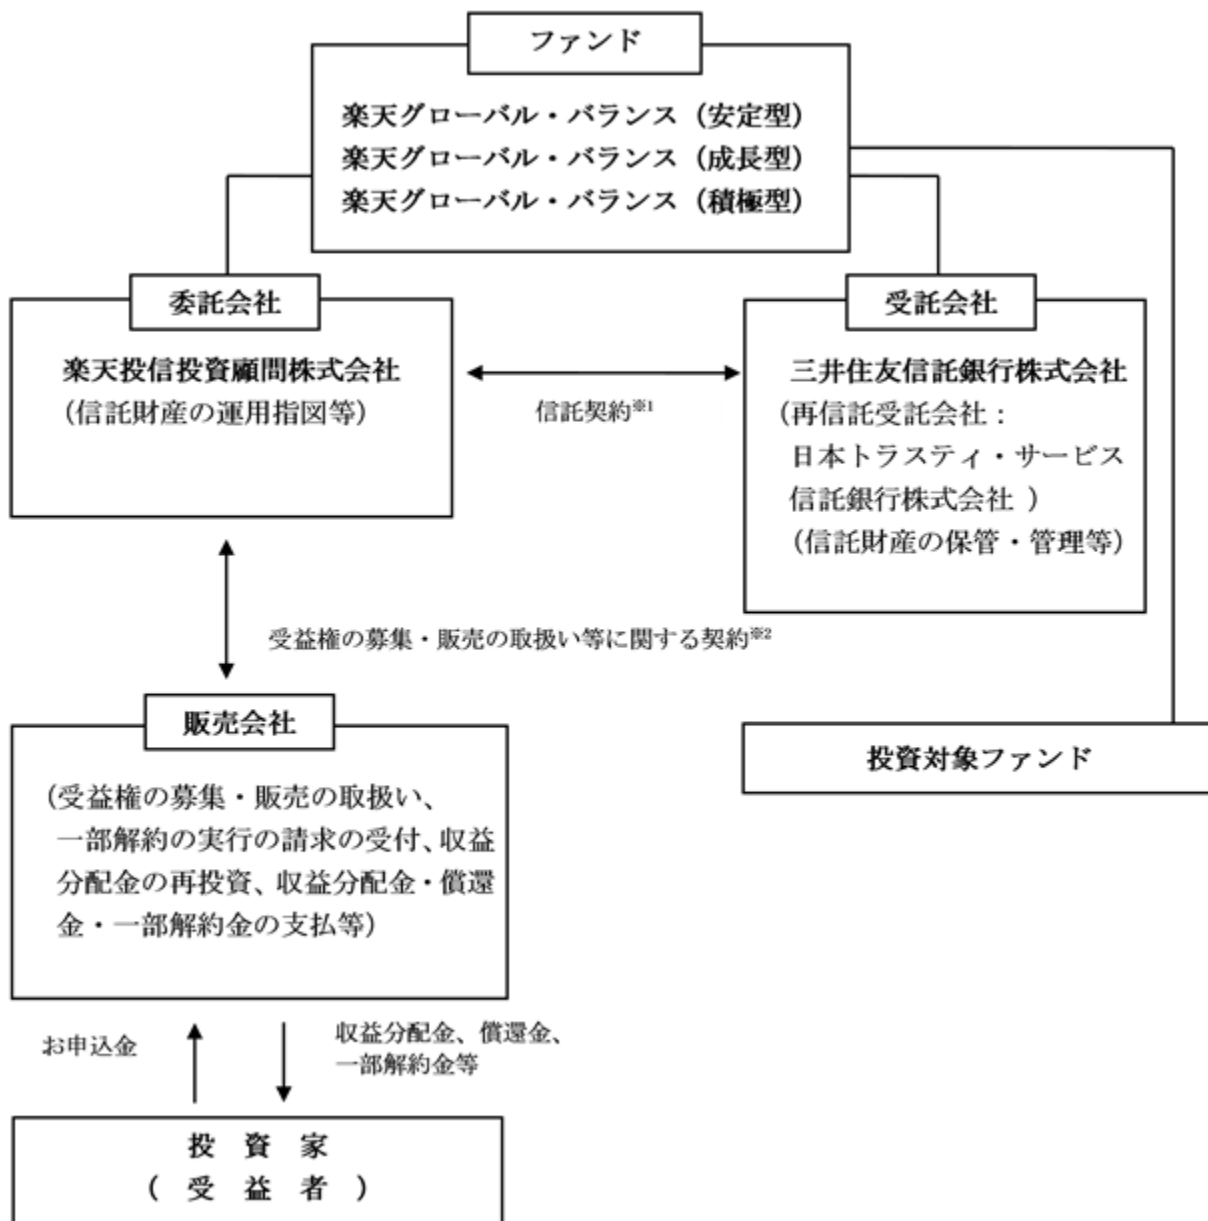 ファンド
楽天グローバル・バランス（安定型）
楽天グローバル・バランス（成長型）
楽天グローバル・バランス（積極型）
委託会社
楽天投信投資顧問株式会社
（信託財産の運用指図等）
信託契約※1
受託会社
三井住友信託銀行株式会社
（再信託受託会社：
日本トラスティ・サービス
信託銀行株式会社 ）
（信託財産の保管・管理等）
受益権の募集・販売の取扱い等に関する契約※2
販売会社
（受益権の募集・販売の取扱い、
一部解約の実行の請求の受付、収益
分配金の再投資、収益分配金・償還
金・一部解約金の支払等）
投資対象ファンド
お申込金
収益分配金、償還金、
一部解約金等
投 資 家
（ 受 益 者 ）